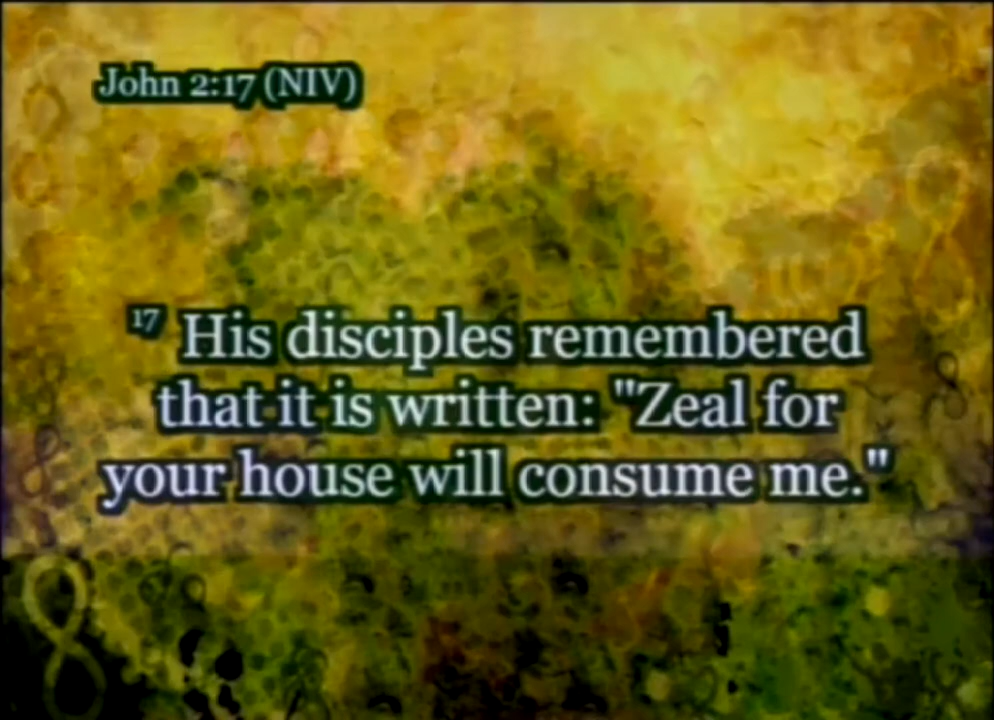 John 2:17 (NIV)
17 His disciples remembered
that it is written: "Zeal for
your house will consume me."